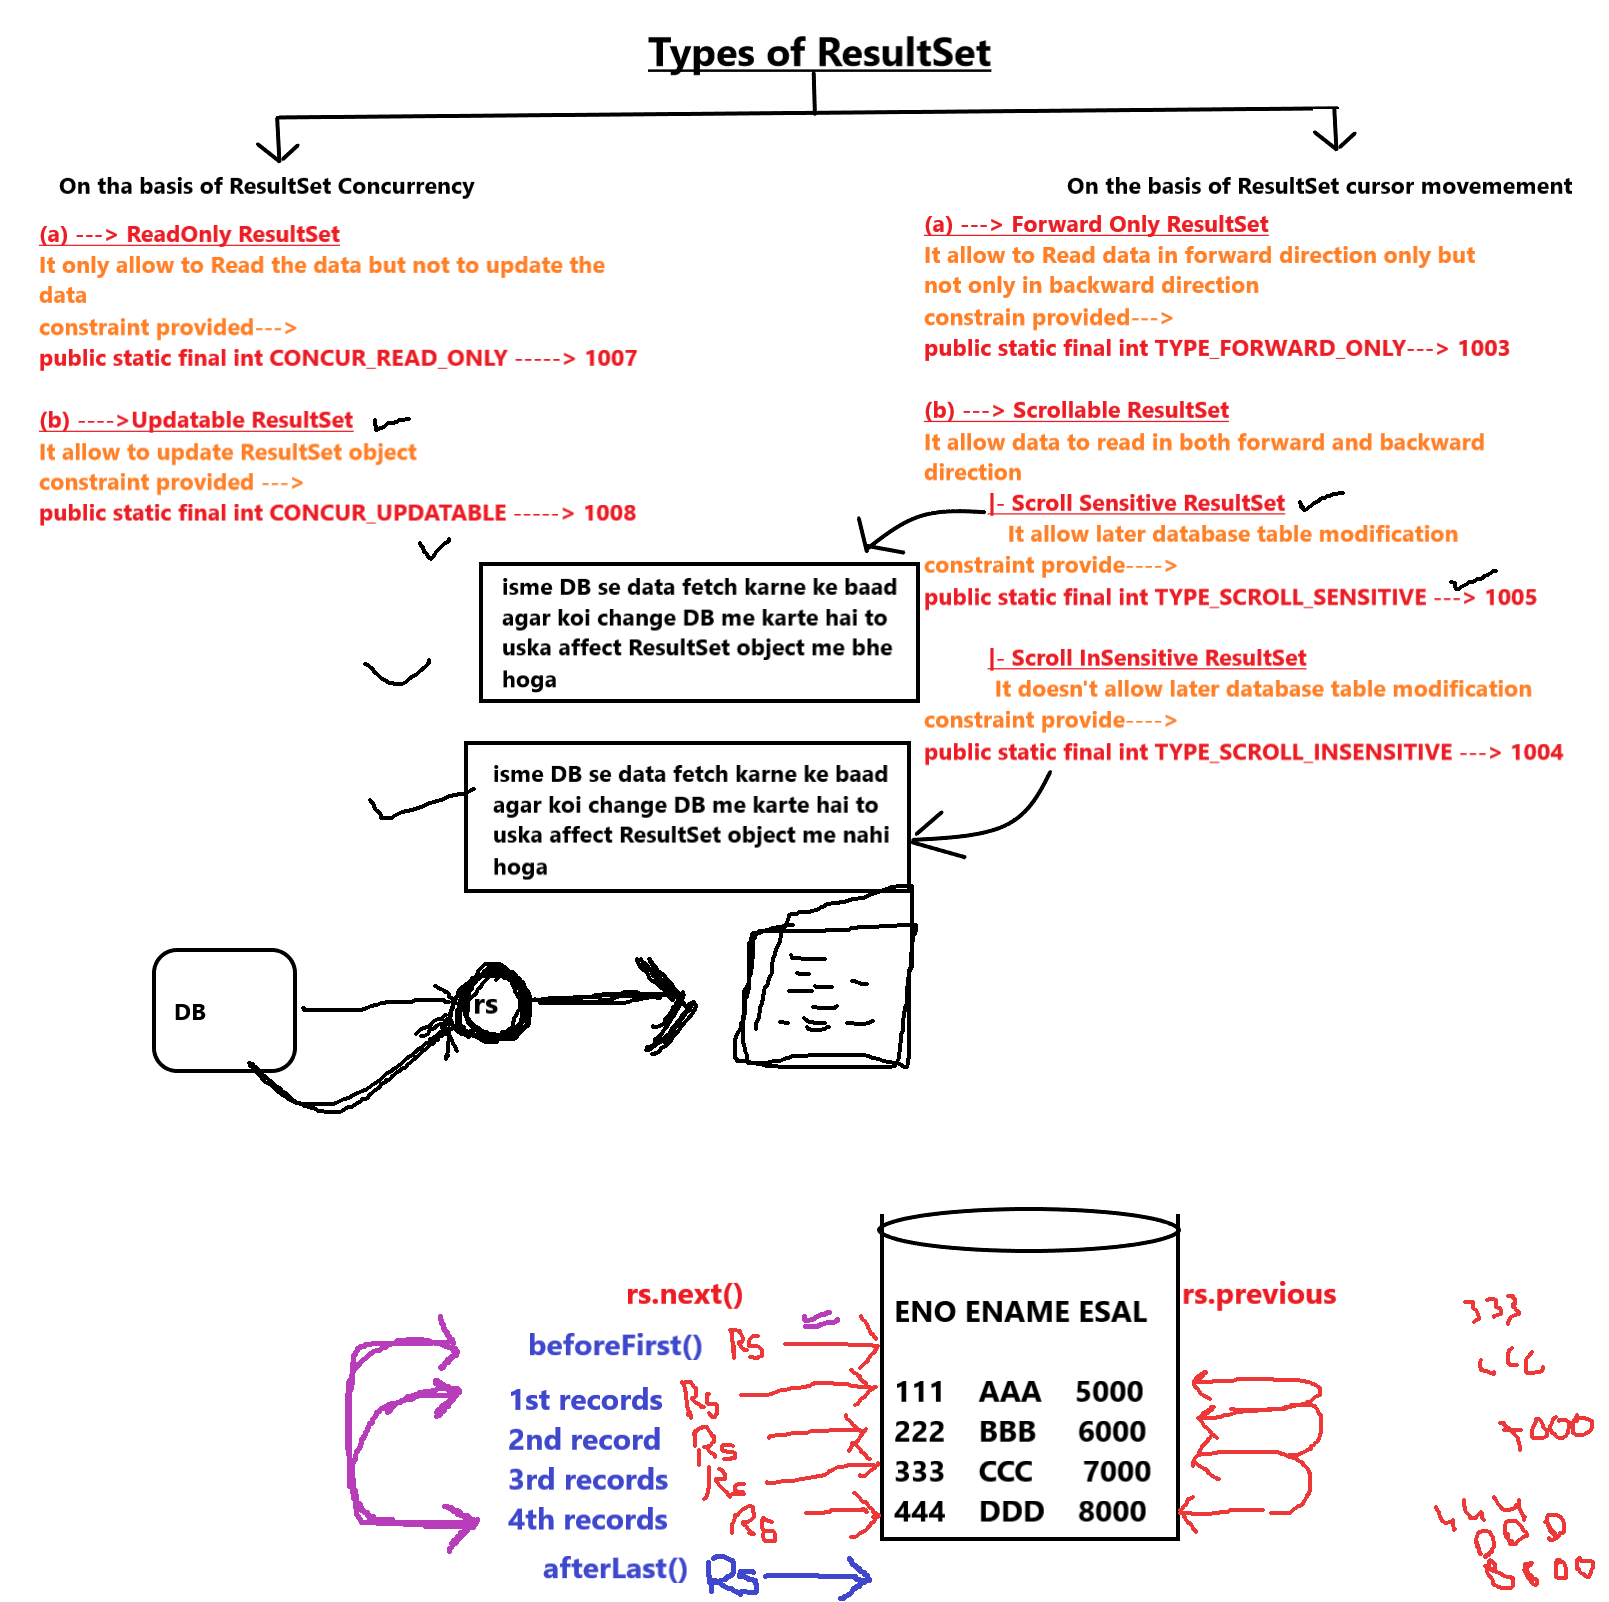 Types of ResultSet
On tha basis of ResultSet Concurrency
(a) ---> ReadOnly ResultSet
It only allow to Read the data but not to update the
data
constraint provided--->
public static final int CONCUR_READ_ONLY -----> 1007
(b) ---->Updatable ResultSet
It allow to update ResultSet object
constraint provided --->
public static final int CONCUR_UPDATABLE -----> 1008
On the basis of ResultSet cursor movemement
(a) ---> Forward Only ResultSet
It allow to Read data in forward direction only but
not only in backward direction
constrain provided--->
public static final int TYPE_FORWARD_ONLY---> 1003
(b) ---> Scrollable ResultSet
It allow data to read in both forward and backward
direction
|- Scroll Sensitive ResultSet
It allow later database table modification
constraint provide---->
public static final int TYPE_SCROLL_SENSITIVE ---> 1005
|- Scroll InSensitive ResultSet
It doesn't allow later database table modification
constraint provide---->
public static final int TYPE_SCROLL_INSENSITIVE ---> 1004
isme DB se data fetch karne ke baad
agar koi change DB me karte hai to
uska affect ResultSet object me bhe
hoga
isme DB se data fetch karne ke baad
agar koi change DB me karte hai to
uska affect ResultSet object me nahi
hoga
DB
rs
rs.next()
beforeFirst() RS
1st records RS
2nd record RS
3rd records Rs
4th records RS
afterLast() Rs
ENO ENAME ESAL
111 AAA 5000
222 BBB 6000
333 CCC 7000
444 DDD 8000
rs.previous
333
CCC
7000
444
DDD
8000